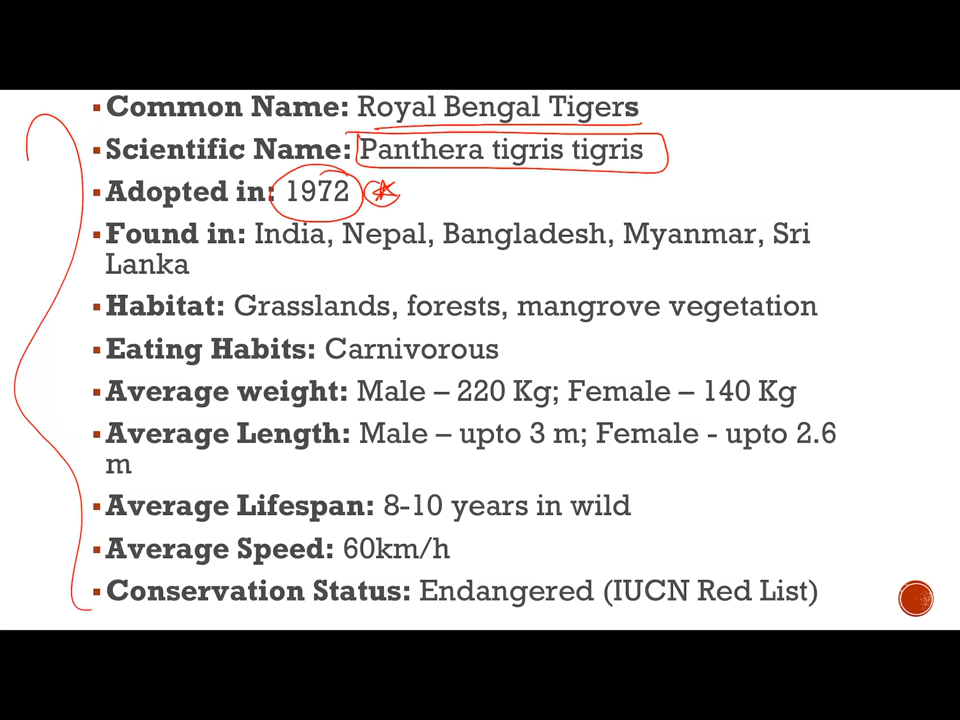 Common Name: Royal Bengal Tigers
Scientific Name: Panthera tigris tigris
Adopted in: 1972
Found in: India, Nepal, Bangladesh, Myanmar, Sri
Lanka
Habitat: Grasslands, forests, mangrove vegetation
Eating Habits: Carnivorous
Average weight: Male – 220 Kg; Female – 140 Kg
Average Length: Male – upto 3 m; Female - upto 2.6
m
Average Lifespan: 8-10 years in wild
Average Speed: 60km/h
Conservation Status: Endangered (IUCN Red List)